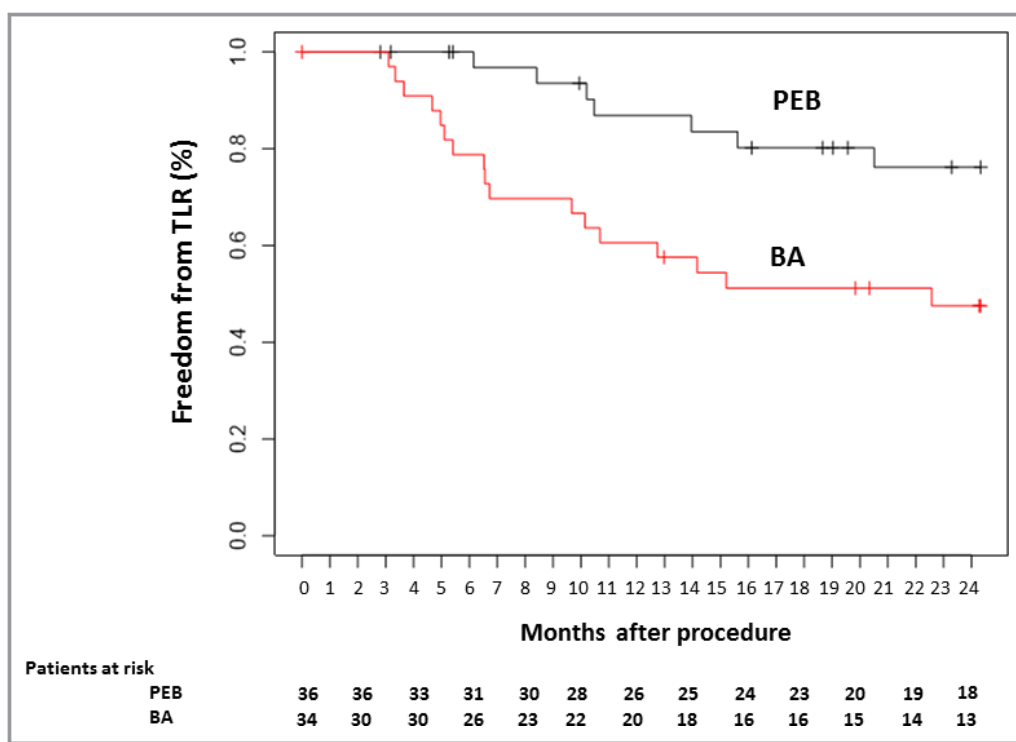 1.0
0.8
0.6
0.4
0.2
0.0
Freedom from TLR (%)
PEB
BA
0 1 2 3 4 5 6 7 8 9 10 11 12 13 14 15 16 17 18 19 20 21 22 23 24
Months after procedure
Patients at risk
PEB 36 36 33 31 30 28 26 25 24 23 20 19 18
BA 34 30 30 26 23 22 20 18 16 16 15 14 13